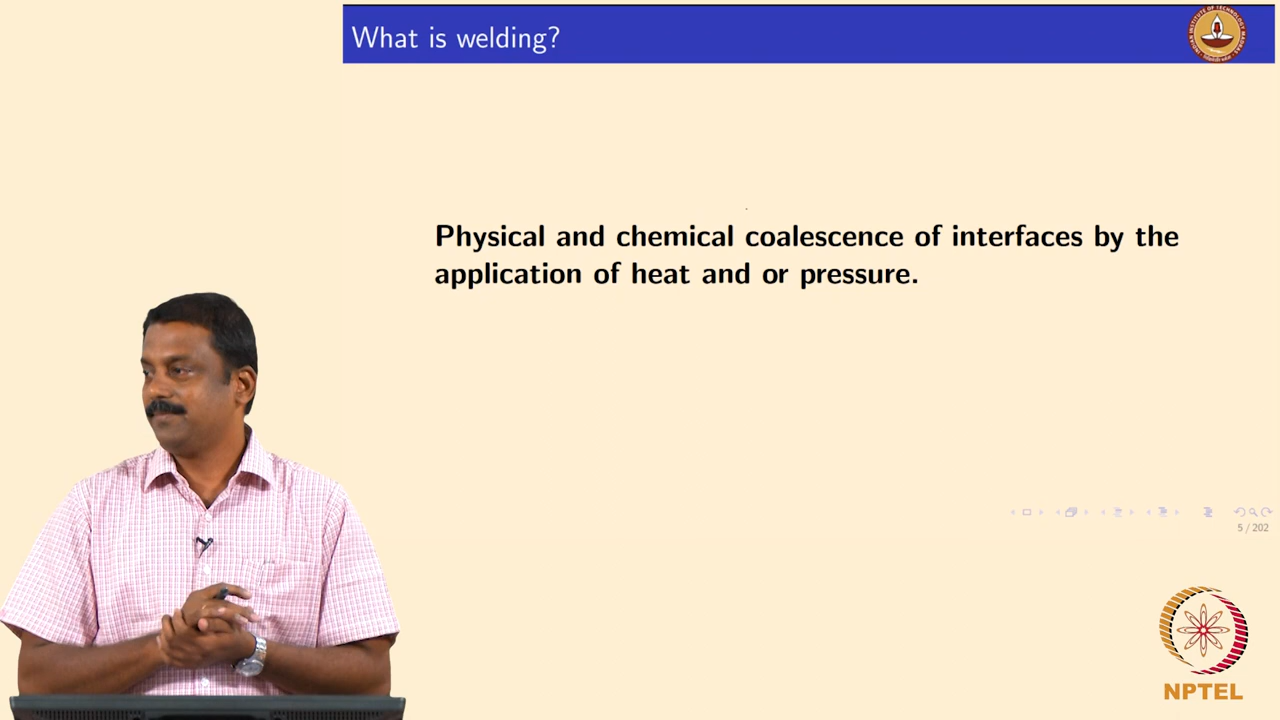 What is welding?
Physical and chemical coalescence of interfaces by the
application of heat and or pressure.
5 / 202
NPTEL